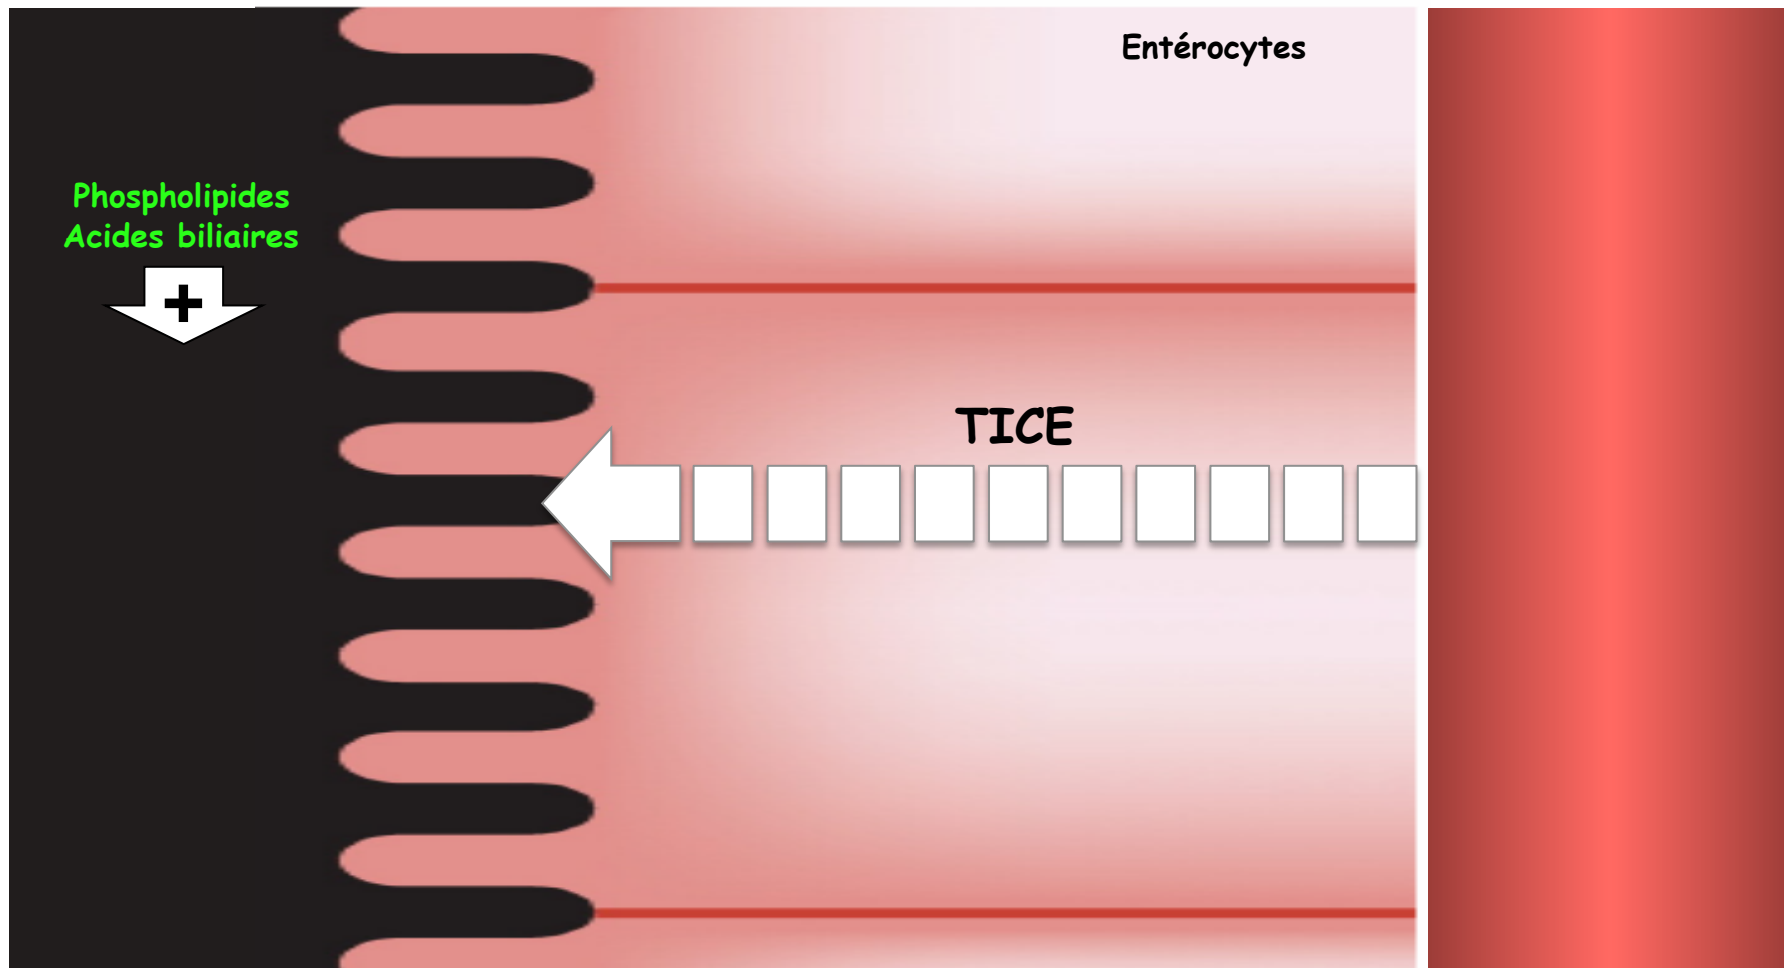 Entérocytes
Phospholipides
Acides biliaires
+
TICE